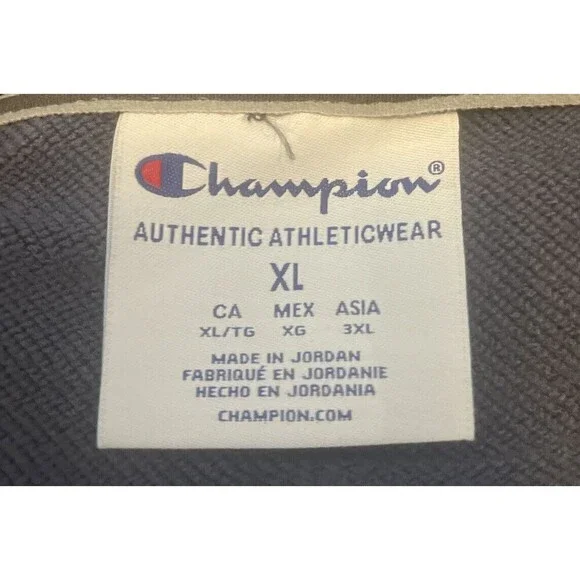 Champion®
AUTHENTIC ATHLETICWEAR
XL
CA MEX ASIA
XL/TG XG 3XL
MADE IN JORDAN
FABRIQUÉ EN JORDANIE
HECHO EN JORDANIA
CHAMPION.COM